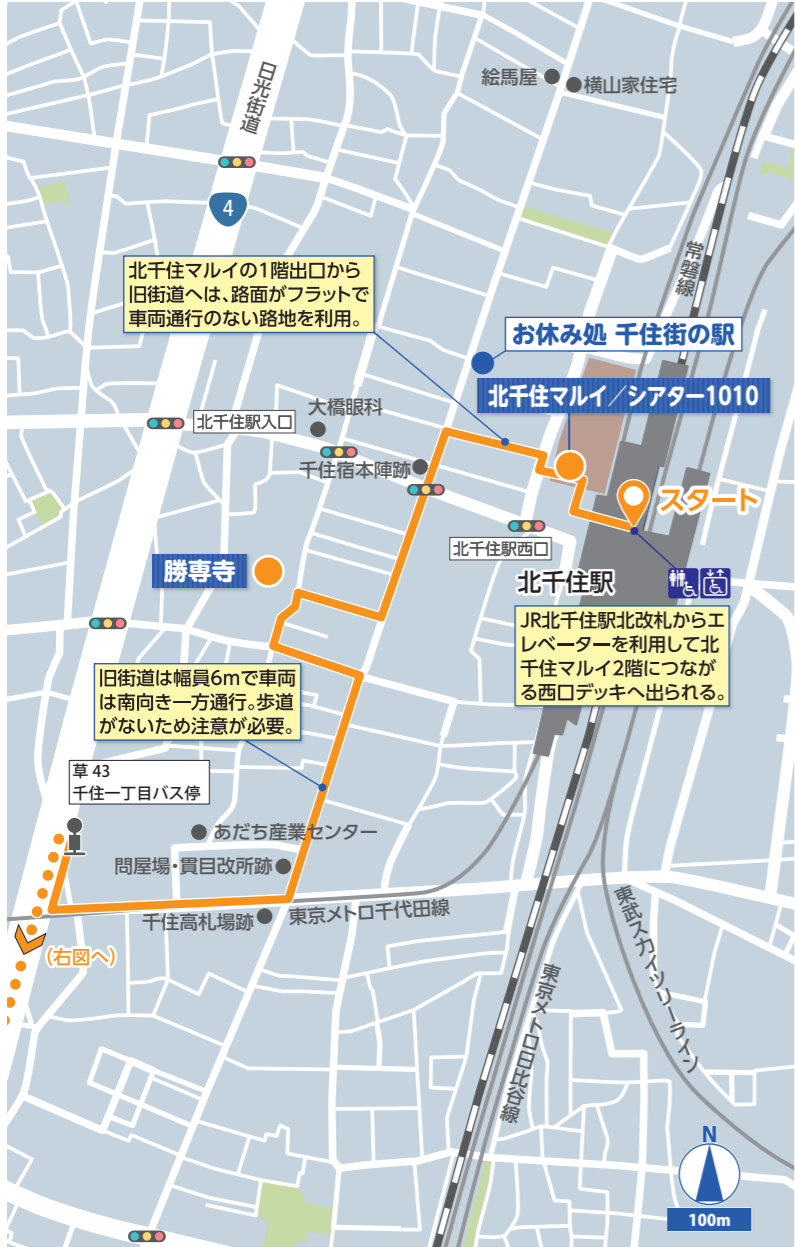 絵馬屋
横山家住宅
日光街道
4
常磐線
北千住マルイの1階出口から
旧街道へは、路面がフラットで
車両通行のない路地を利用。
お休み処 千住街の駅
北千住マルイ／シアター1010
大橋眼科
北千住駅入口
千住宿本陣跡
スタート
北千住駅西口
勝専寺
北千住駅
JR北千住駅北改札からエ
レベーターを利用して北
千住マルイ2階につなが
る西口デッキへ出られる。
旧街道は幅員6mで車両
は南向き一方通行。歩道
がないため注意が必要。
草 43
千住一丁目バス停
あだち産業センター
問屋場・貫目改所跡
千住高札場跡
東京メトロ千代田線
(右図へ)
東武スカイツリーライン
東京メトロ日比谷線
N
100m